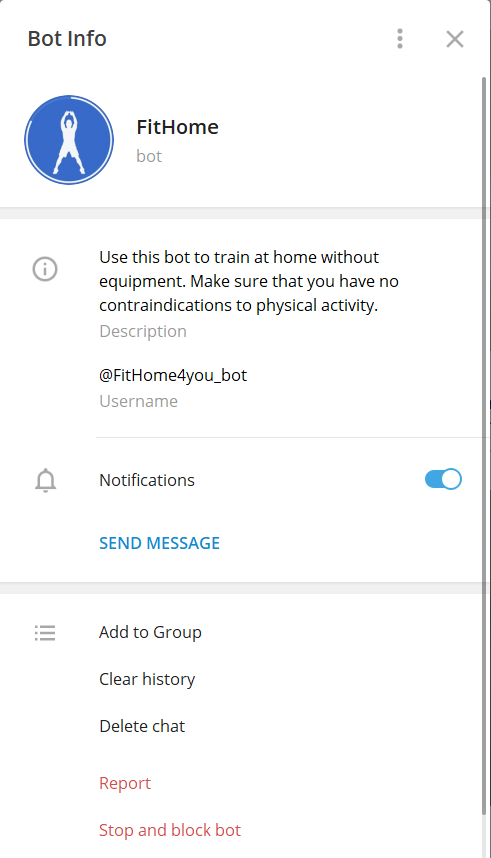 Bot Info
FitHome
bot
Use this bot to train at home without
equipment. Make sure that you have no
contraindications to physical activity.
Description
@FitHome4you_bot
Username
Notifications
SEND MESSAGE
Add to Group
Clear history
Delete chat
Report
Stop and block bot